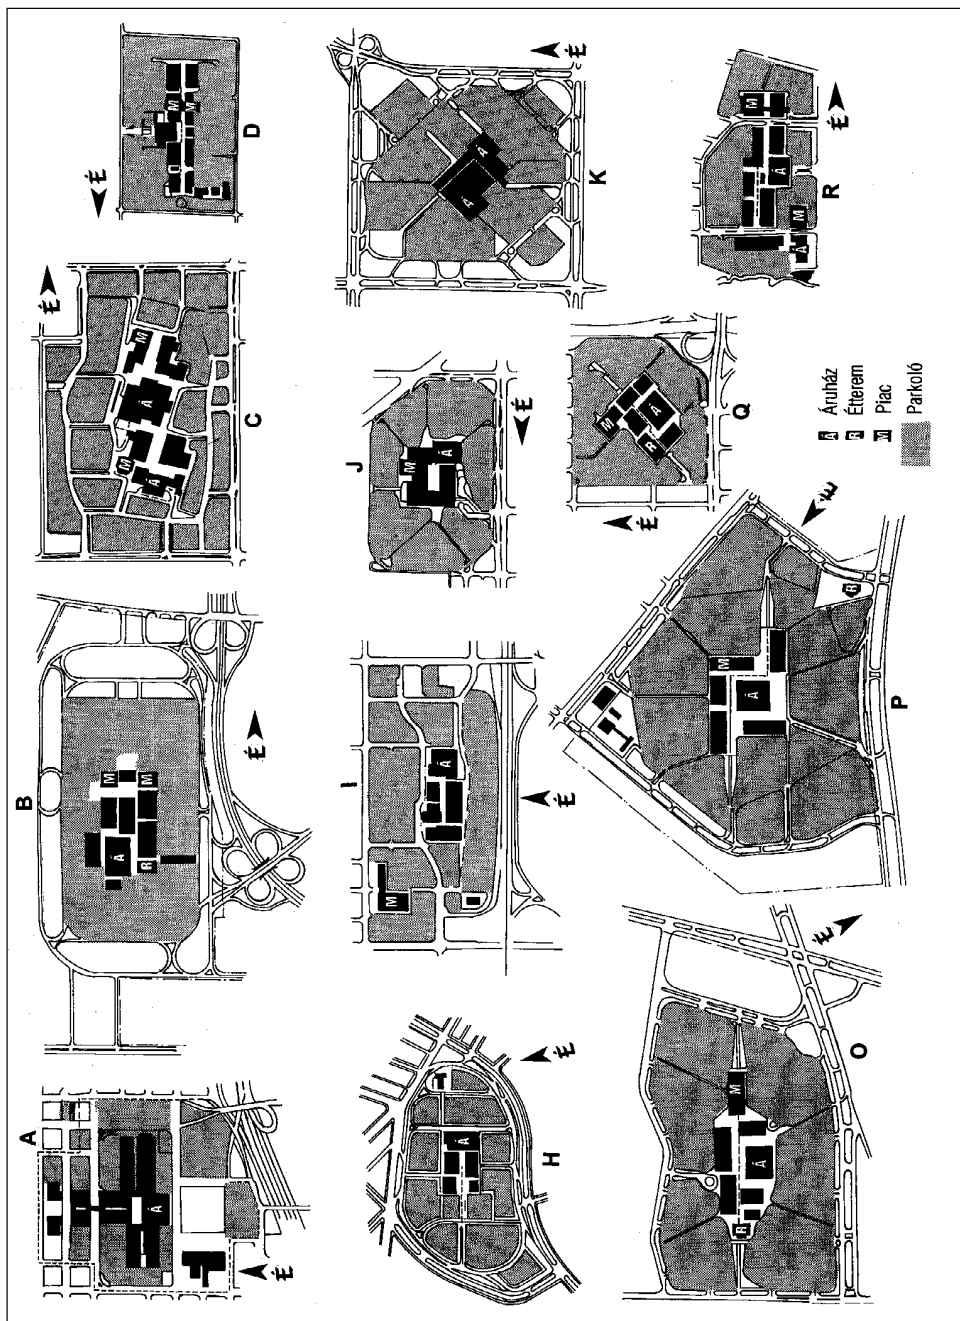 A
Á
É
B
Á
M
M
R
É
C
M
Á
Á
M
É
D
M
M
É
H
Á
É
I
M
Á
É
J
M
Á
É
K
Á
Á
É
O
R
Á
M
É
P
Á
M
R
É
Q
R
Á
M
É
R
Á
M
Á
M
É
Á Áruház
R Étterem
M Piac
Parkoló